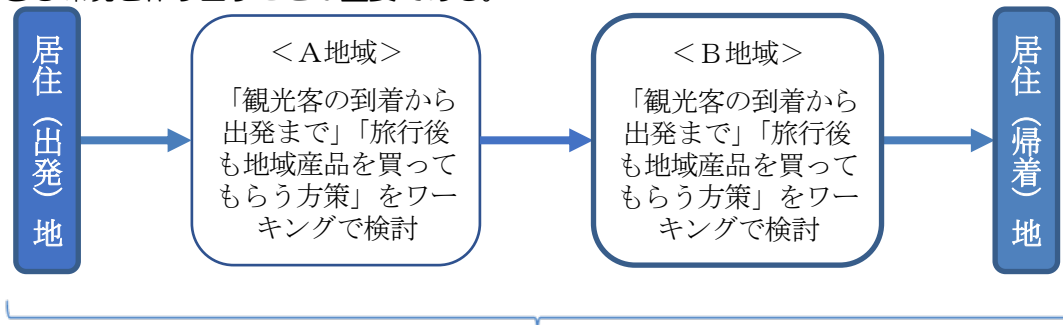 居住（出発）地
＜Ａ地域＞
「観光客の到着から
出発まで」「旅行後
も地域産品を買って
もらう方策」をワー
キングで検討
＜Ｂ地域＞
「観光客の到着から
出発まで」「旅行後
も地域産品を買って
もらう方策」をワー
キングで検討
居住（帰着）地